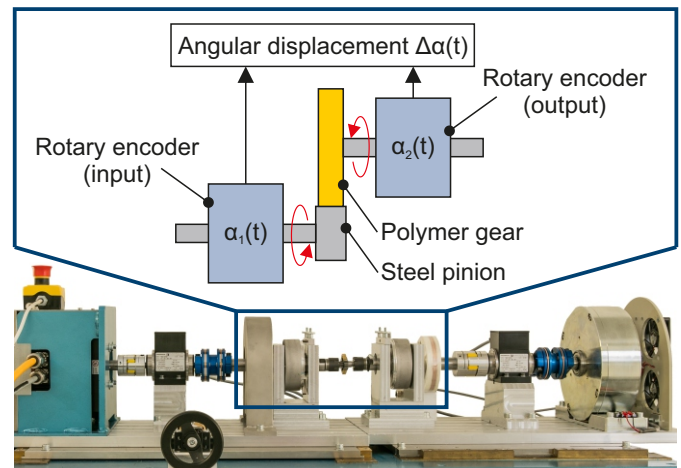 Angular displacement Δα(t)
Rotary encoder
(output)
Rotary encoder
(input)
α₂(t)
α₁(t)
Polymer gear
Steel pinion